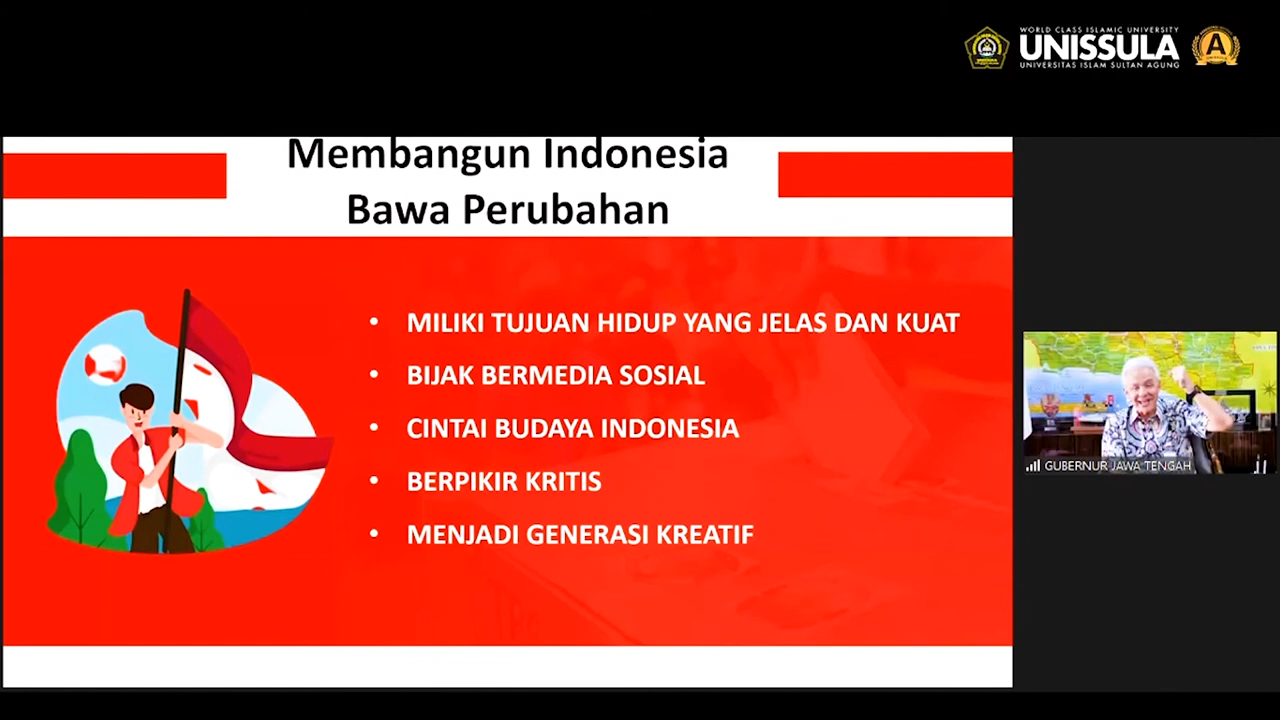 WORLD CLASS ISLAMIC UNIVERSITY
UNISSULA
UNIVERSITAS ISLAM SULTAN AGUNG
A
Membangun Indonesia
Bawa Perubahan
• MILIKI TUJUAN HIDUP YANG JELAS DAN KUAT
• BIJAK BERMEDIA SOSIAL
• CINTAI BUDAYA INDONESIA
• BERPIKIR KRITIS
• MENJADI GENERASI KREATIF
GUBERNUR JAWA TENGAH